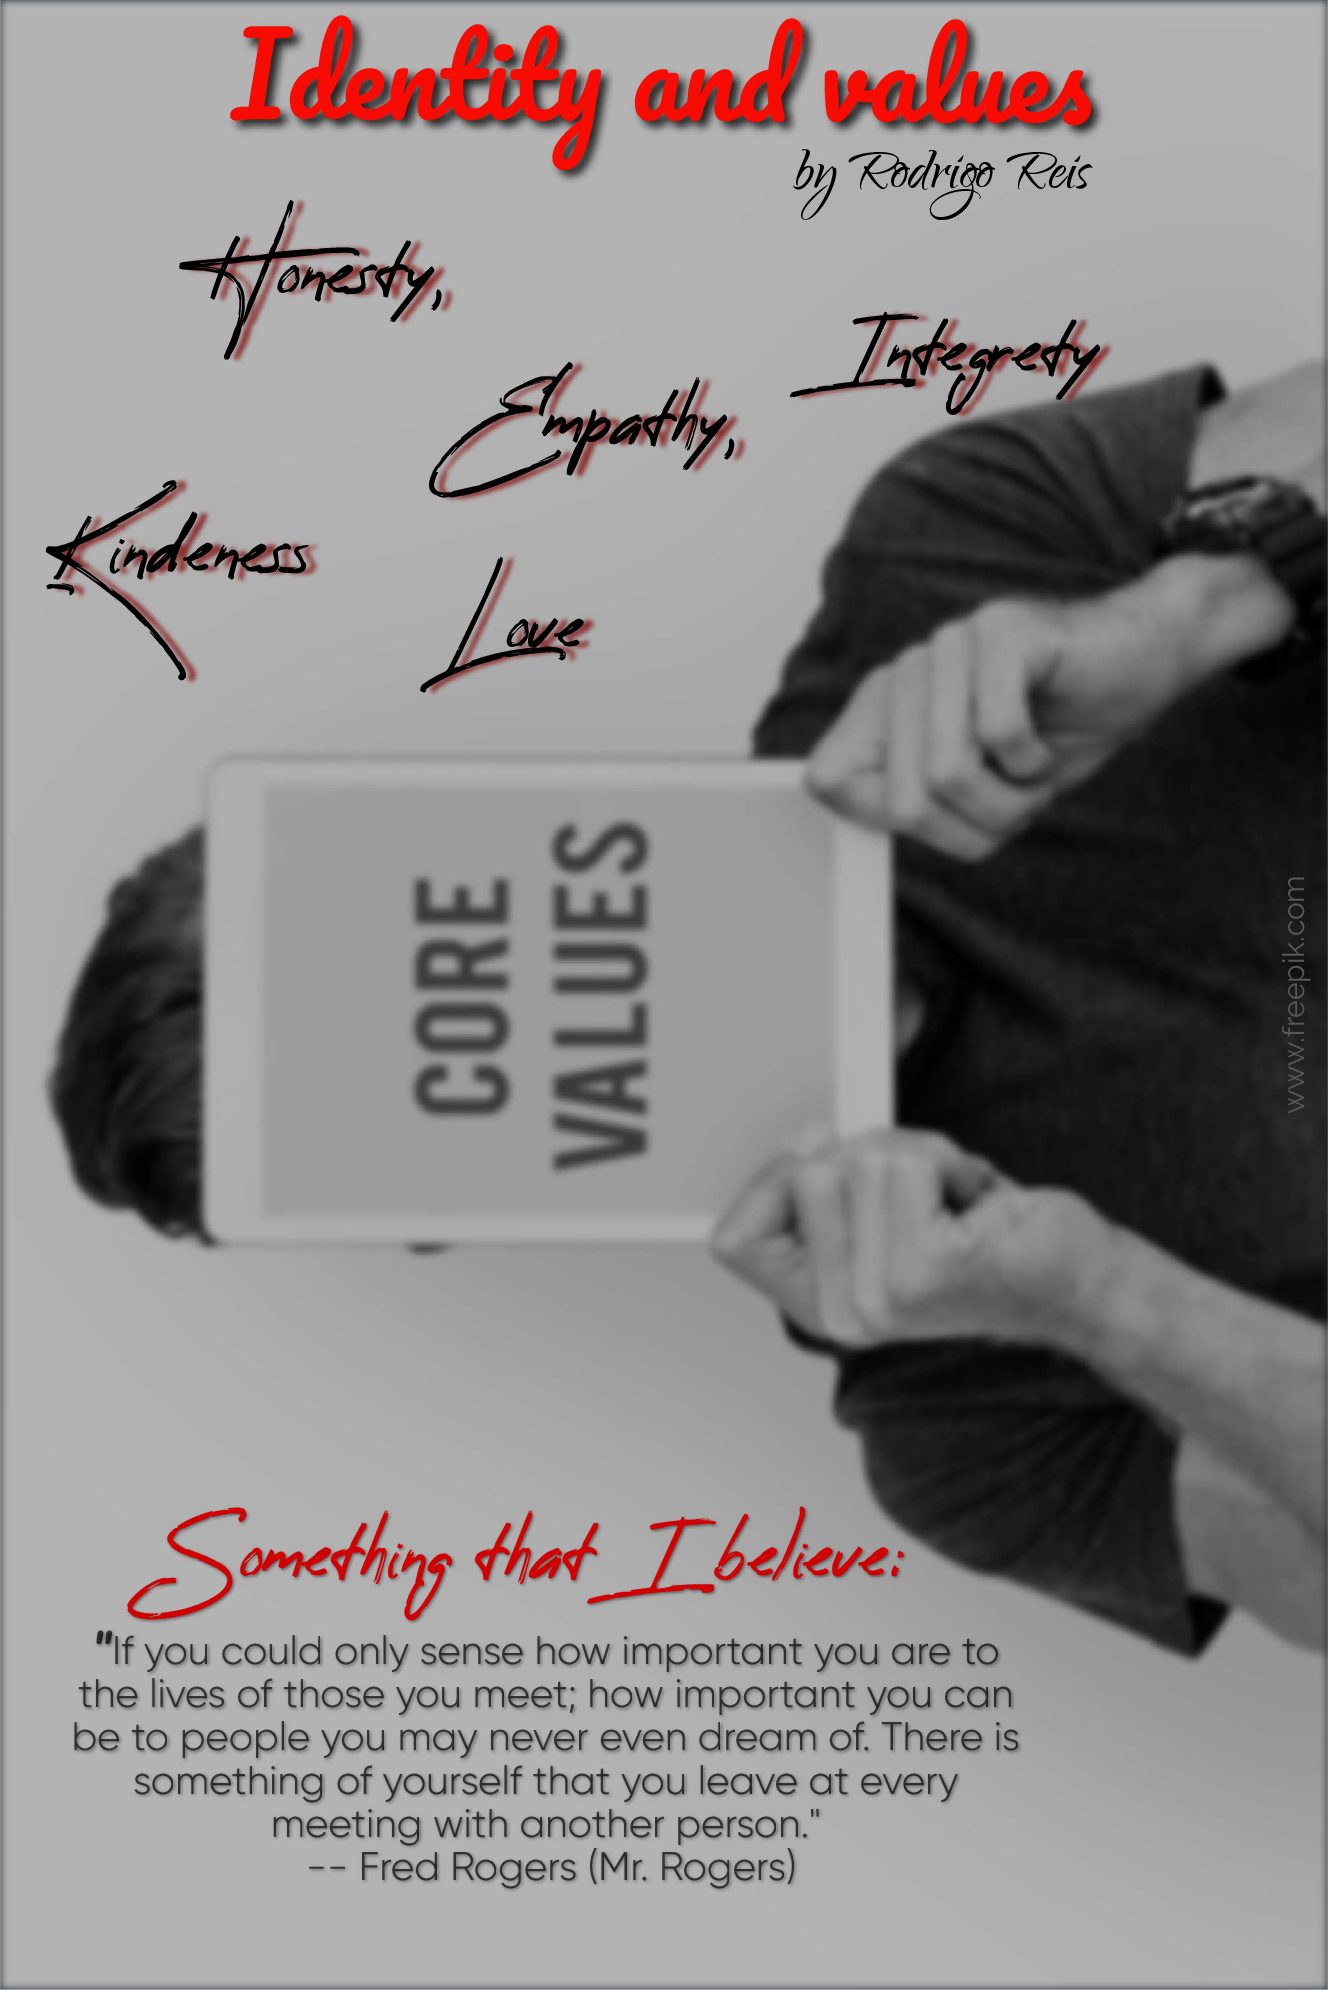 Identity and values
by Rodrigo Reis
Honesty,
Integrety
Empathy,
Kindeness
Love
CORE
VALUES
www.freepik.com
Something that I believe:
"If you could only sense how important you are to
the lives of those you meet; how important you can
be to people you may never even dream of. There is
something of yourself that you leave at every
meeting with another person."
-- Fred Rogers (Mr. Rogers)